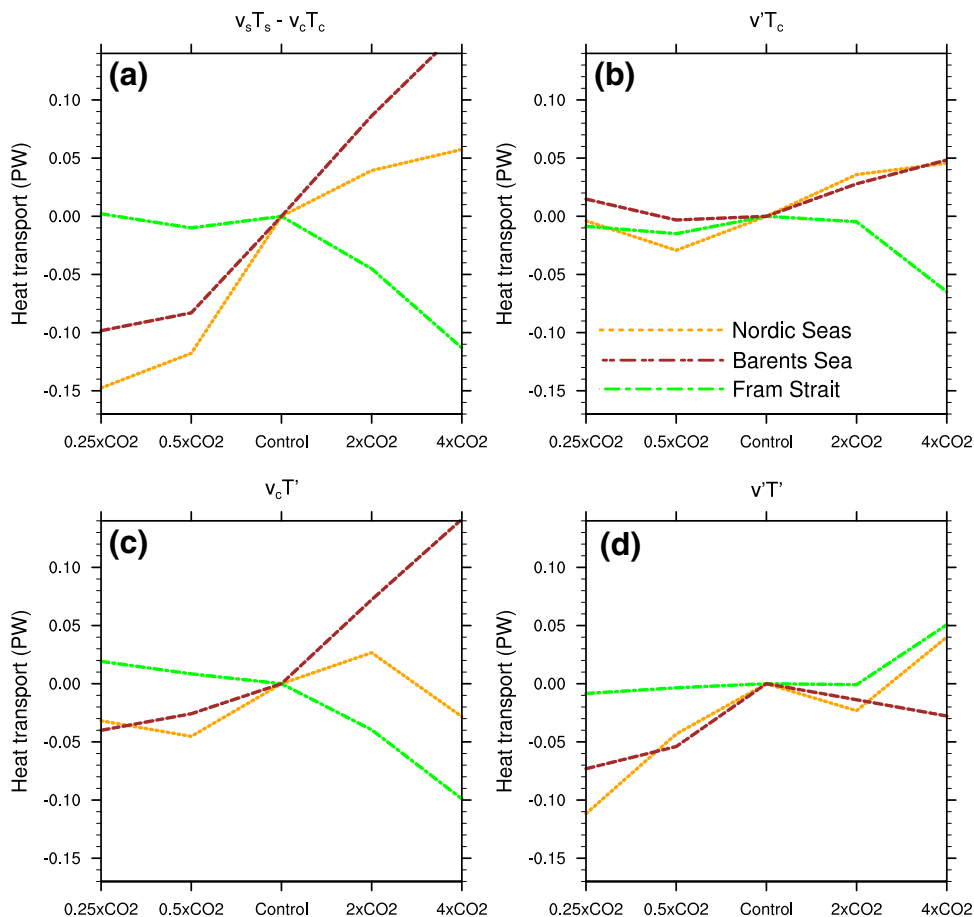 vₛTₛ - v꜀T꜀
(a)
Heat transport (PW)
0.10
0.05
0.00
-0.05
-0.10
-0.15
0.25xCO2 0.5xCO2 Control 2xCO2 4xCO2
v'T꜀
(b)
Heat transport (PW)
0.10
0.05
0.00
-0.05
-0.10
-0.15
Nordic Seas
Barents Sea
Fram Strait
0.25xCO2 0.5xCO2 Control 2xCO2 4xCO2
v꜀T'
(c)
Heat transport (PW)
0.10
0.05
0.00
-0.05
-0.10
-0.15
0.25xCO2 0.5xCO2 Control 2xCO2 4xCO2
v'T'
(d)
Heat transport (PW)
0.10
0.05
0.00
-0.05
-0.10
-0.15
0.25xCO2 0.5xCO2 Control 2xCO2 4xCO2